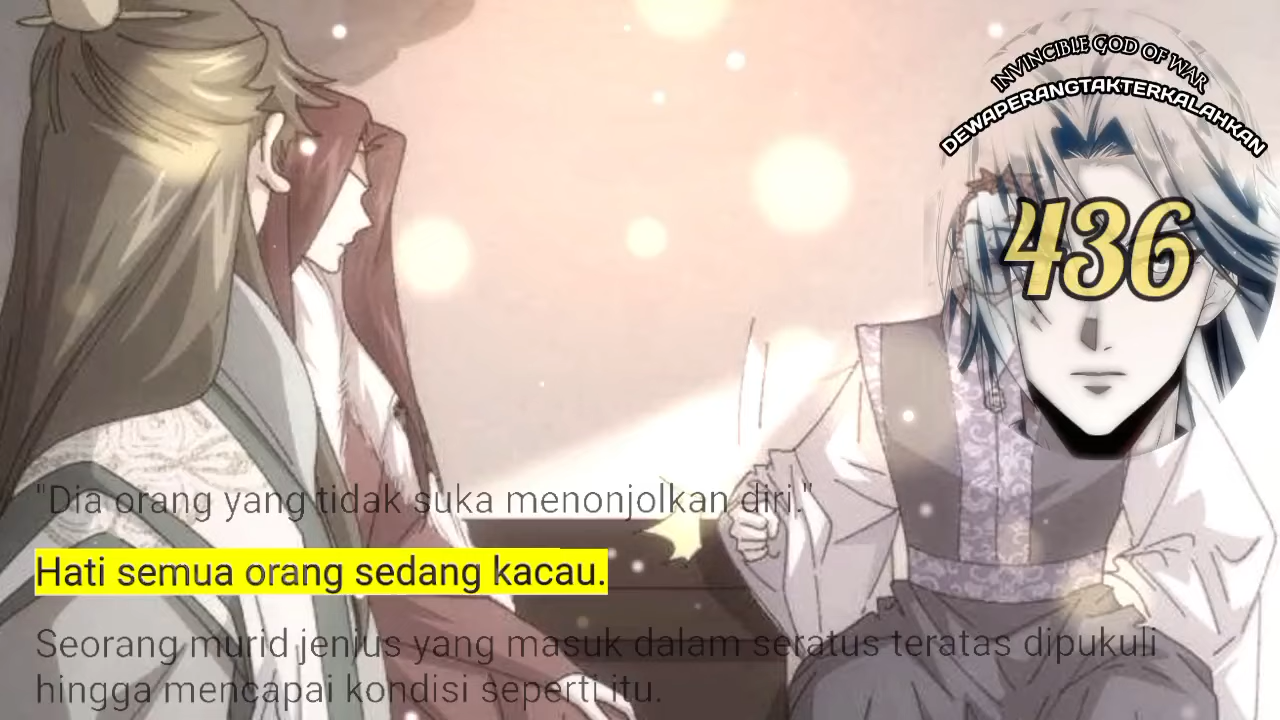 INVINCIBLE GOD OF WAR
DEWAPERANGTAKTERKALAHKAN
436
"Dia orang yang tidak suka menonjolkan diri."
Hati semua orang sedang kacau.
Seorang murid jenius yang masuk dalam seratus teratas dipukuli
hingga mencapai kondisi seperti itu.